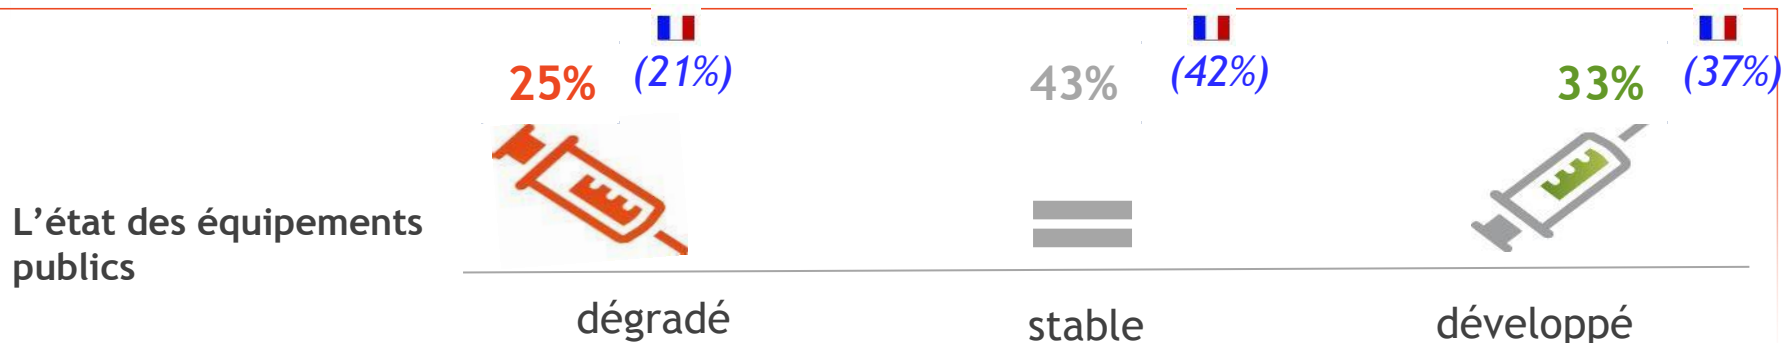 25% (21%) 43% (42%) 33% (37%)
L’état des équipements
publics
dégradé stable développé